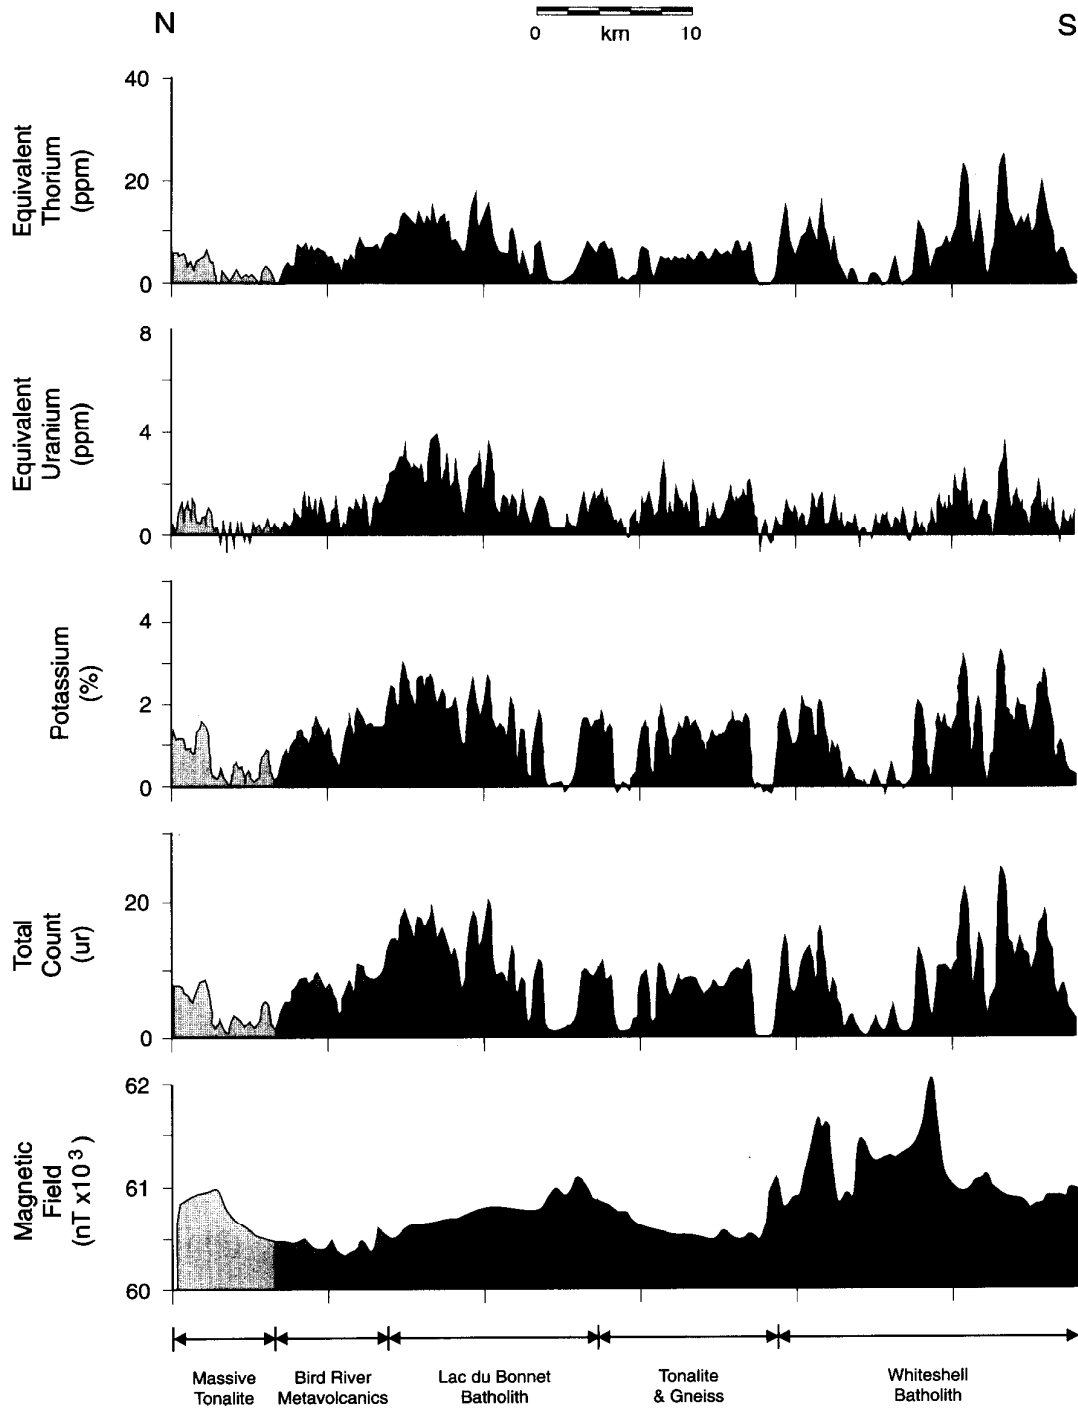 N
S
0 km 10
Equivalent
Thorium
(ppm)
40
20
0
Equivalent
Uranium
(ppm)
8
4
0
Potassium
(%)
4
2
0
Total
Count
(ur)
20
0
Magnetic
Field
(nT x10³)
62
61
60
Massive
Tonalite
Bird River
Metavolcanics
Lac du Bonnet
Batholith
Tonalite
& Gneiss
Whiteshell
Batholith